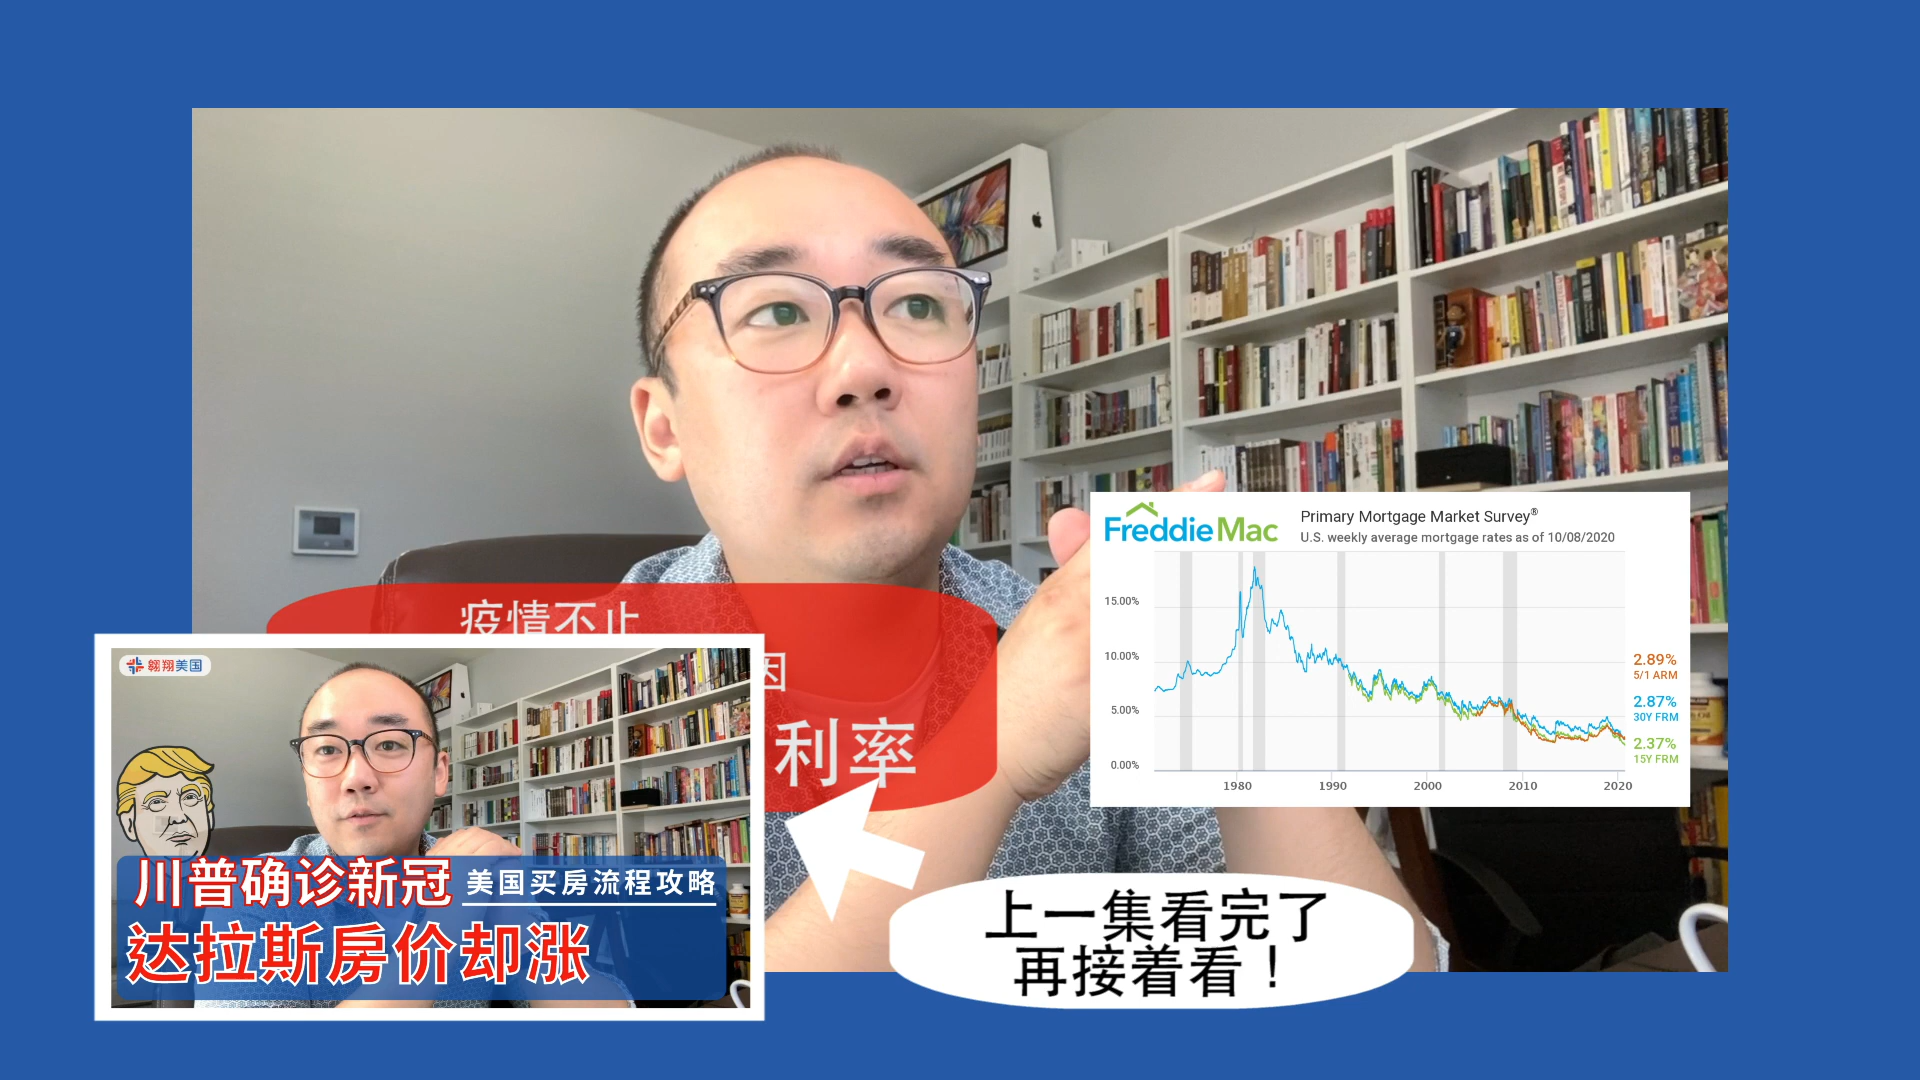 疫情不止
因
利率
FreddieMac
Primary Mortgage Market Survey®
U.S. weekly average mortgage rates as of 10/08/2020
15.00%
10.00%
5.00%
0.00%
1980
1990
2000
2010
2020
2.89%
5/1 ARM
2.87%
30Y FRM
2.37%
15Y FRM
翱翔美国
川普确诊新冠
美国买房流程攻略
达拉斯房价却涨
上一集看完了
再接着看！